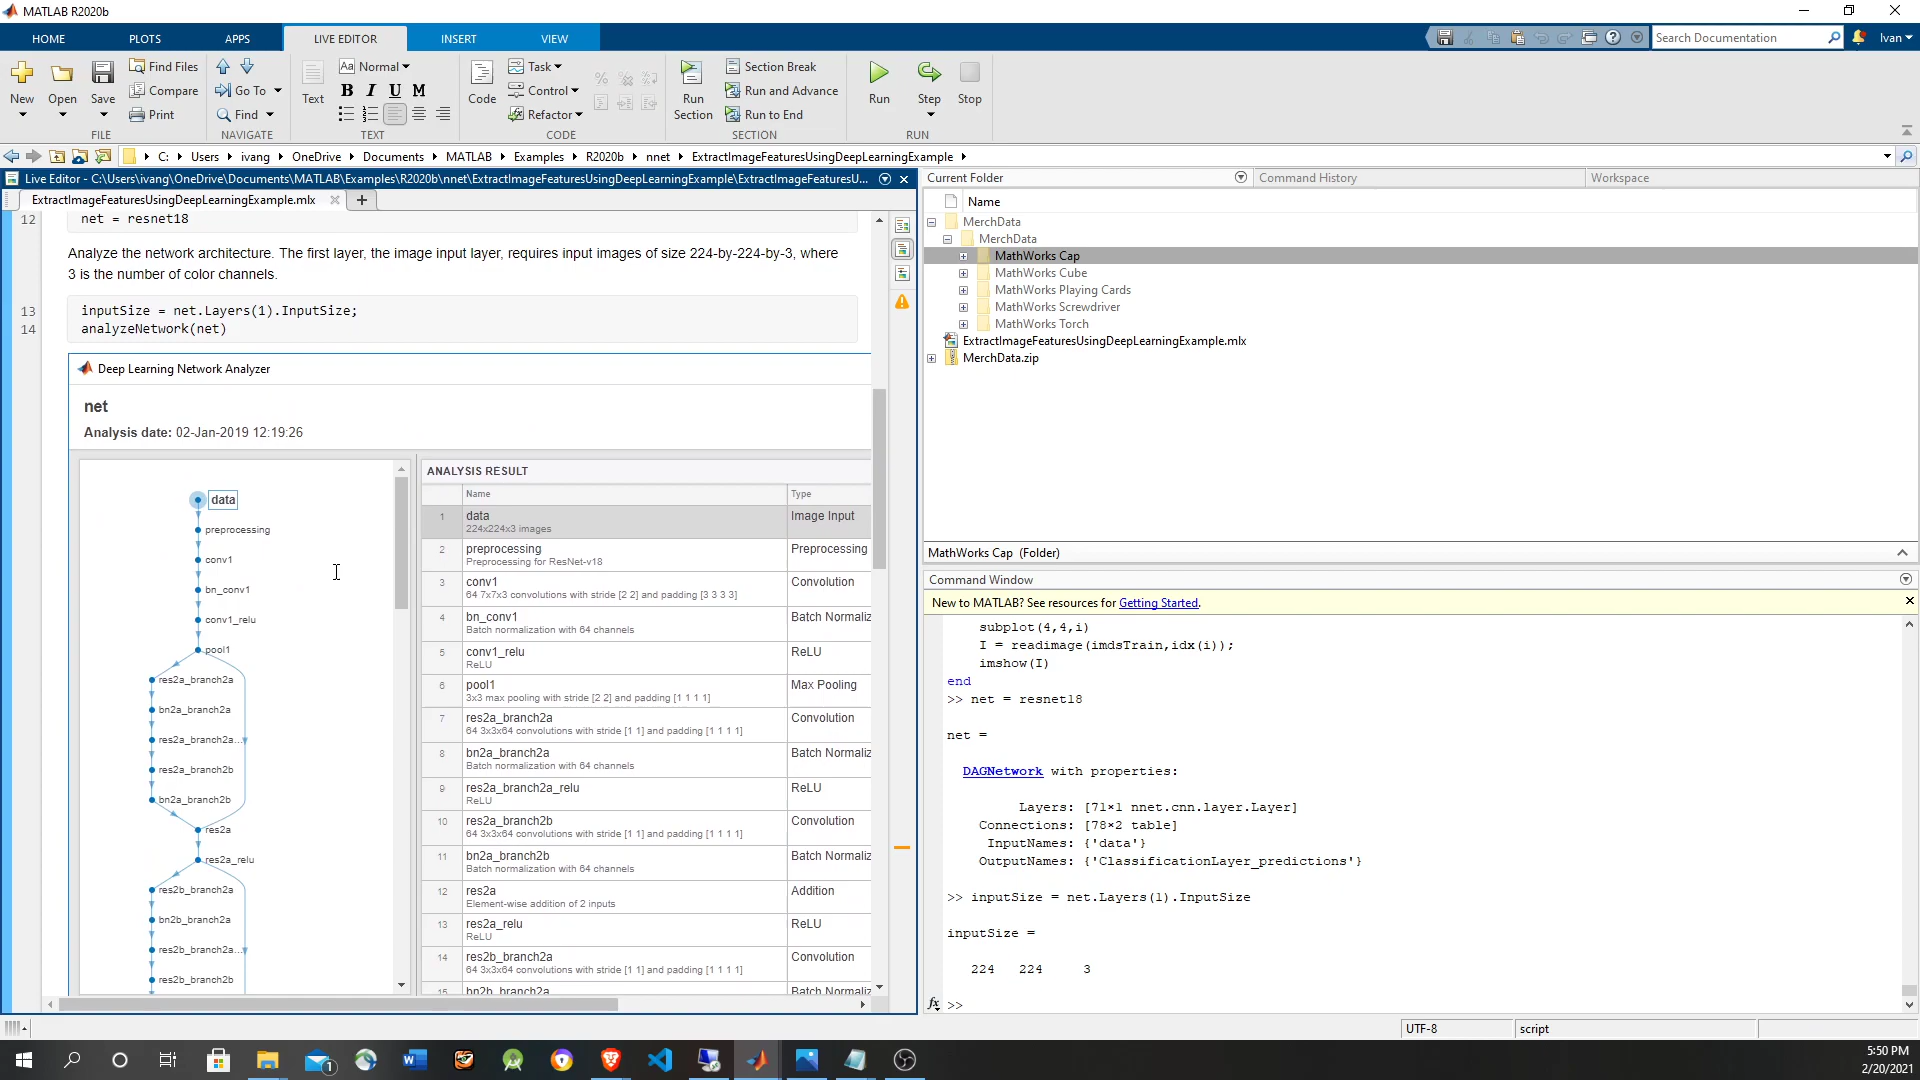 MATLAB R2020b
HOME PLOTS APPS LIVE EDITOR INSERT VIEW
Search Documentation
Ivan
New Open Save
Find Files
Compare
Print
FILE
Go To
Find
NAVIGATE
Text
Aa Normal
B I U M
TEXT
Code
Task
Control
Refactor
CODE
Run Section
Section Break
Run and Advance
Run to End
SECTION
Run Step Stop
RUN
C: Users ivang OneDrive Documents MATLAB Examples R2020b nnet ExtractImageFeaturesUsingDeepLearningExample
Live Editor - C:\Users\ivang\OneDrive\Documents\MATLAB\Examples\R2020b\nnet\ExtractImageFeaturesUsingDeepLearningExample\ExtractImageFeaturesU...
ExtractImageFeaturesUsingDeepLearningExample.mlx
12 net = resnet18
Analyze the network architecture. The first layer, the image input layer, requires input images of size 224-by-224-by-3, where
3 is the number of color channels.
13 inputSize = net.Layers(1).InputSize;
14 analyzeNetwork(net)
Deep Learning Network Analyzer
net
Analysis date: 02-Jan-2019 12:19:26
data
preprocessing
conv1
bn_conv1
conv1_relu
pool1
res2a_branch2a
bn2a_branch2a
res2a_branch2a...
res2a_branch2b
bn2a_branch2b
res2a
res2a_relu
res2b_branch2a
bn2b_branch2a
res2b_branch2a...
res2b_branch2b
ANALYSIS RESULT
Name Type
1 data Image Input
224x224x3 images
2 preprocessing Preprocessing
Preprocessing for ResNet-v18
3 conv1 Convolution
64 7x7x3 convolutions with stride [2 2] and padding [3 3 3 3]
4 bn_conv1 Batch Normaliz
Batch normalization with 64 channels
5 conv1_relu ReLU
ReLU
6 pool1 Max Pooling
3x3 max pooling with stride [2 2] and padding [1 1 1 1]
7 res2a_branch2a Convolution
64 3x3x64 convolutions with stride [1 1] and padding [1 1 1 1]
8 bn2a_branch2a Batch Normaliz
Batch normalization with 64 channels
9 res2a_branch2a_relu ReLU
ReLU
10 res2a_branch2b Convolution
64 3x3x64 convolutions with stride [1 1] and padding [1 1 1 1]
11 bn2a_branch2b Batch Normaliz
Batch normalization with 64 channels
12 res2a Addition
Element-wise addition of 2 inputs
13 res2a_relu ReLU
ReLU
14 res2b_branch2a Convolution
64 3x3x64 convolutions with stride [1 1] and padding [1 1 1 1]
15 bn2b_branch2a Batch Normaliz
Current Folder Command History Workspace
Name
MerchData
MerchData
MathWorks Cap
MathWorks Cube
MathWorks Playing Cards
MathWorks Screwdriver
MathWorks Torch
ExtractImageFeaturesUsingDeepLearningExample.mlx
MerchData.zip
MathWorks Cap (Folder)
Command Window
New to MATLAB? See resources for Getting Started.
subplot(4,4,i)
I = readimage(imdsTrain,idx(i));
imshow(I)
end
>> net = resnet18
net =
DAGNetwork with properties:
Layers: [71×1 nnet.cnn.layer.Layer]
Connections: [78×2 table]
InputNames: {'data'}
OutputNames: {'ClassificationLayer_predictions'}
>> inputSize = net.Layers(1).InputSize
inputSize =
224 224 3
fx >>
UTF-8 script
5:50 PM
2/20/2021